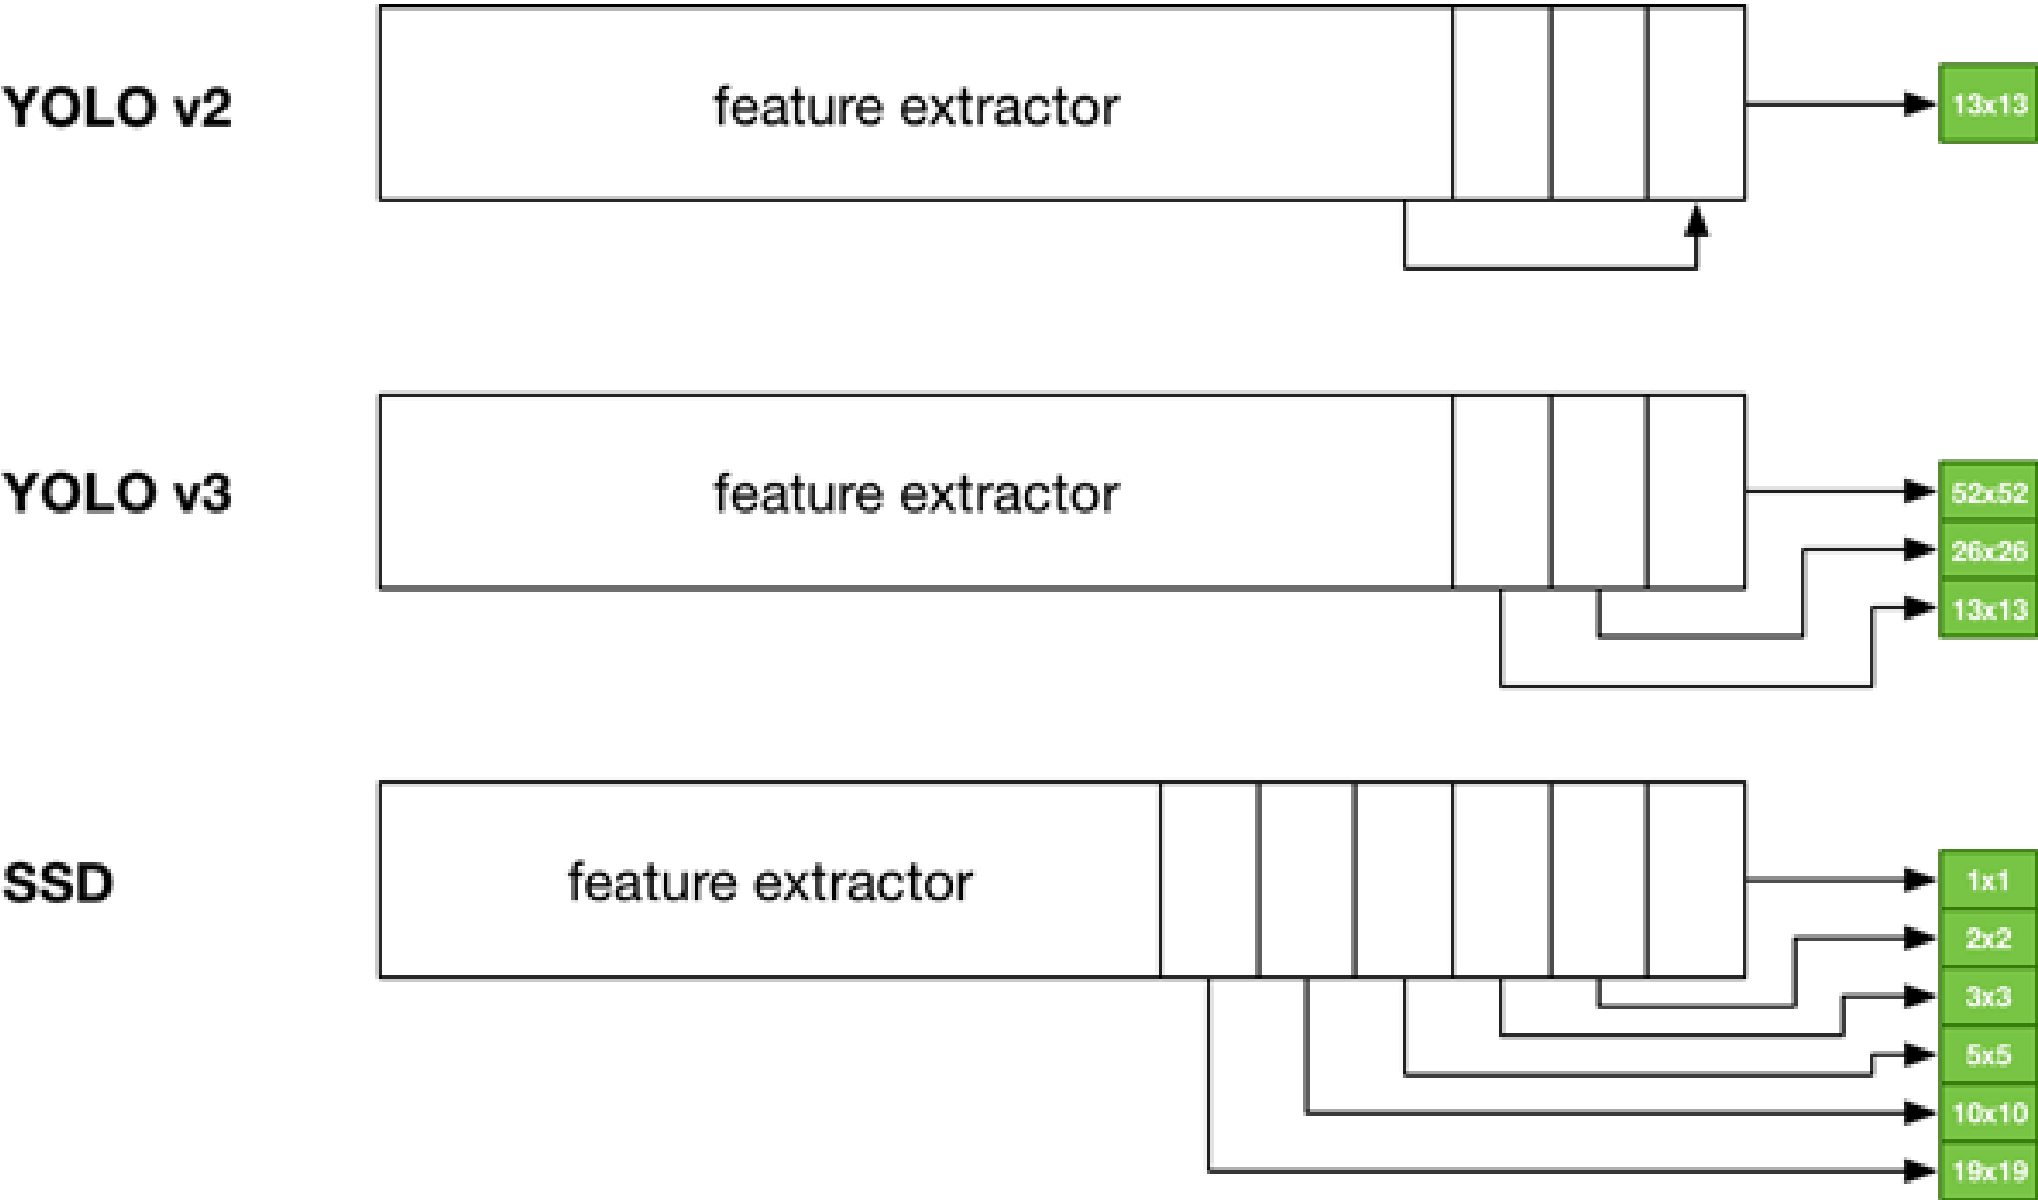 YOLO v2
feature extractor
13x13
YOLO v3
feature extractor
52x52
26x26
13x13
SSD
feature extractor
1x1
2x2
3x3
5x5
10x10
19x19